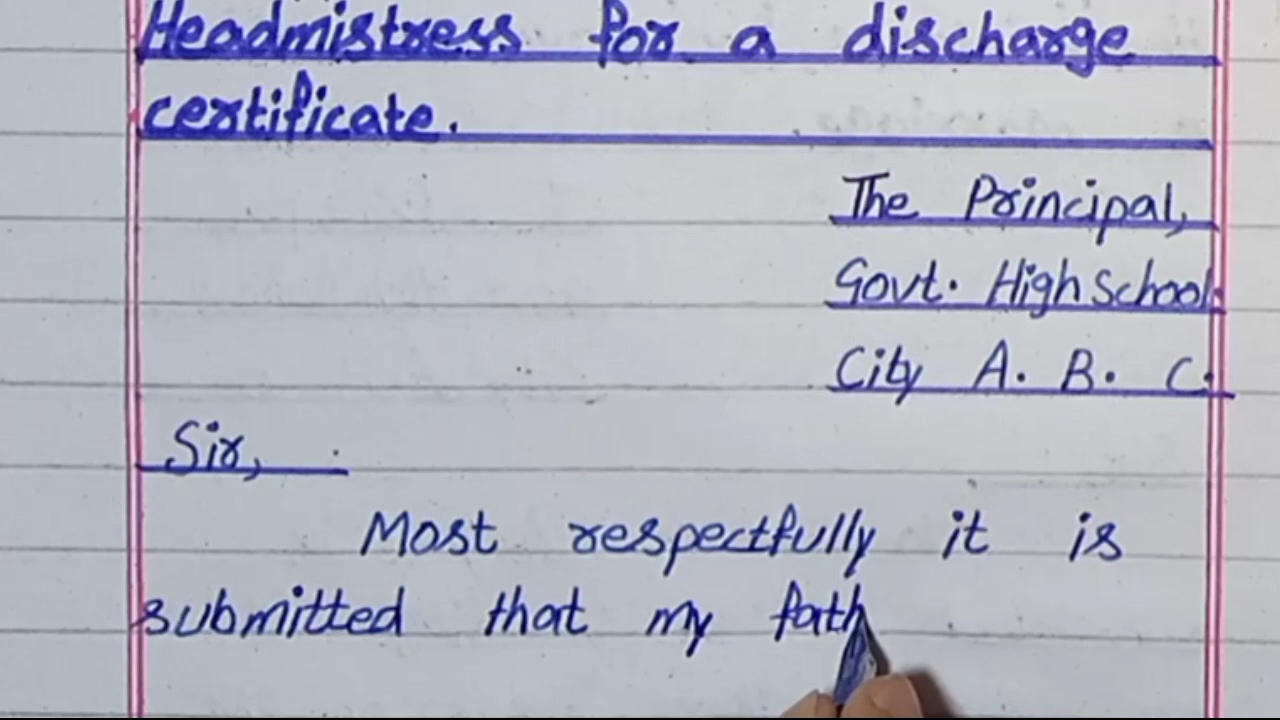 Headmistress for a discharge
certificate.
The Principal,
Govt. High School
City A. B. C.
Sir,
Most respectfully it is
submitted that my fath